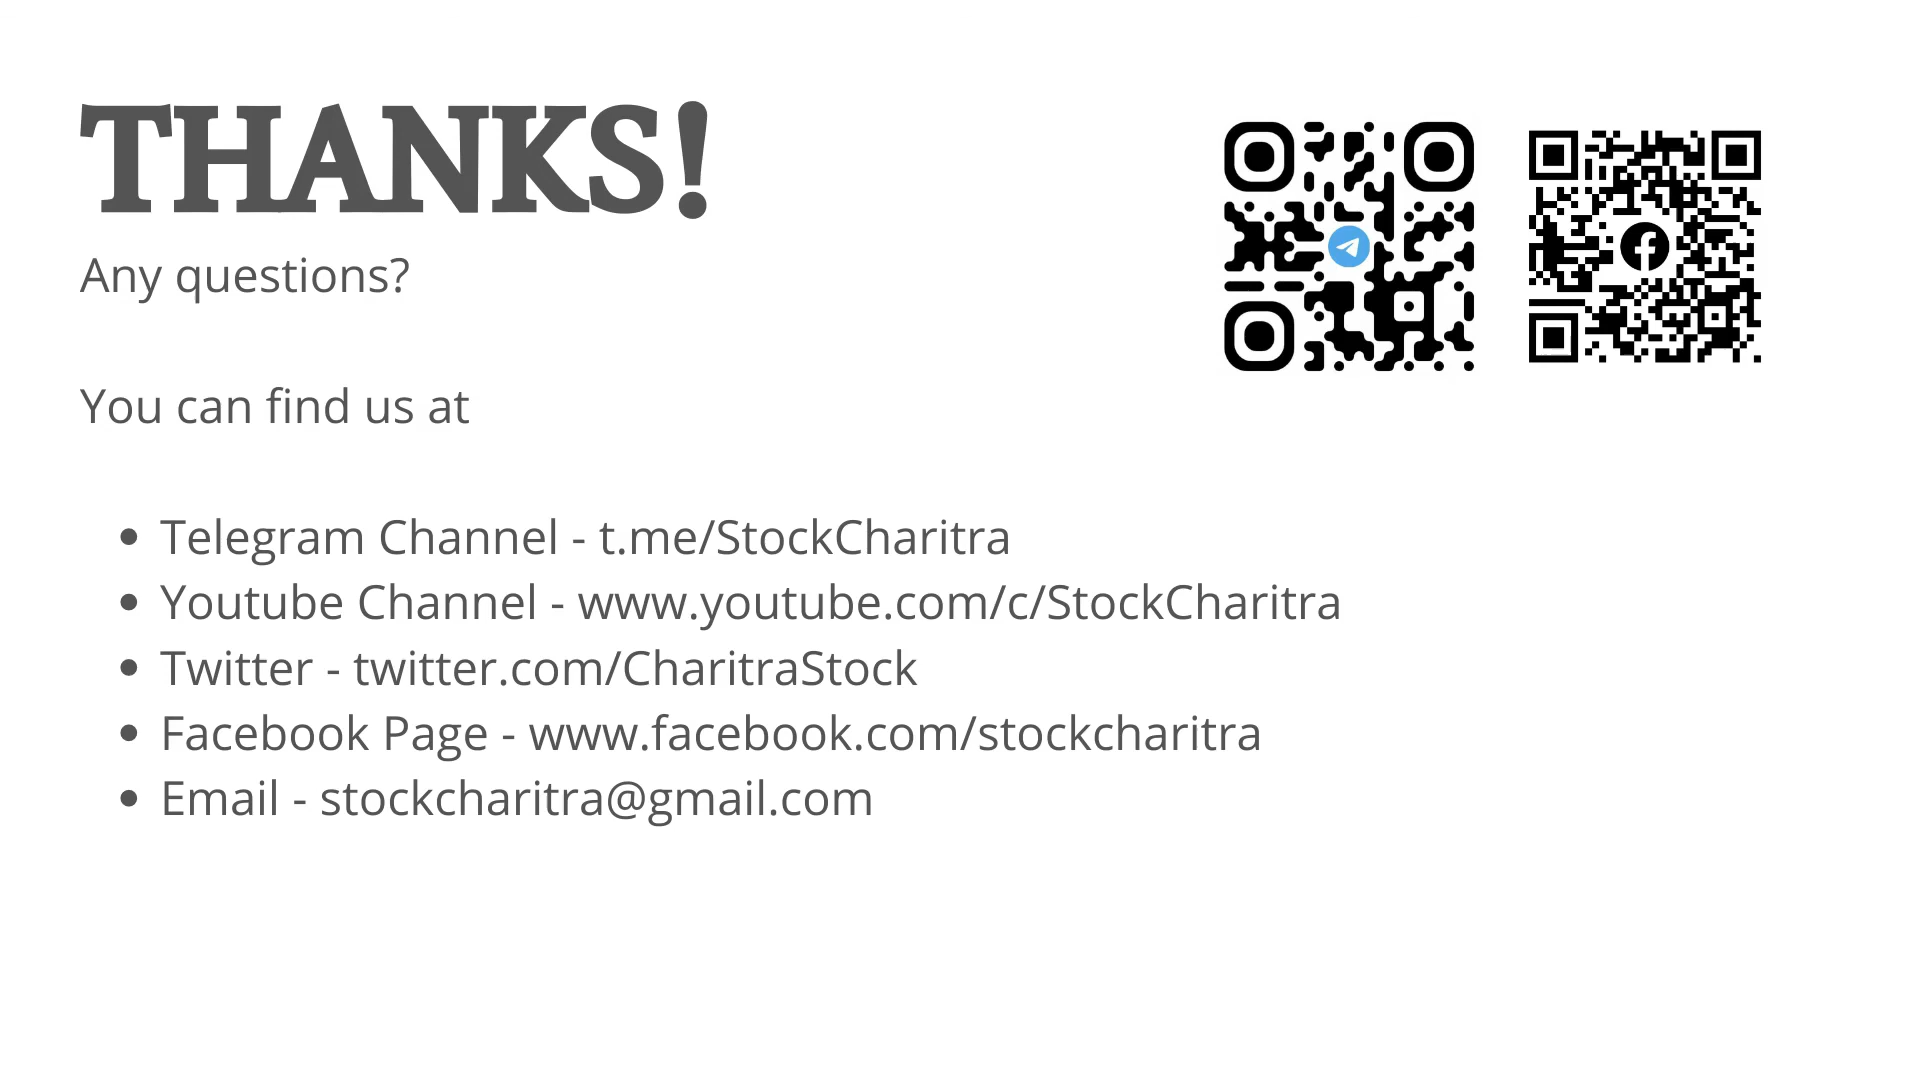 THANKS!
Any questions?
You can find us at
• Telegram Channel - t.me/StockCharitra
• Youtube Channel - www.youtube.com/c/StockCharitra
• Twitter - twitter.com/CharitraStock
• Facebook Page - www.facebook.com/stockcharitra
• Email - stockcharitra@gmail.com